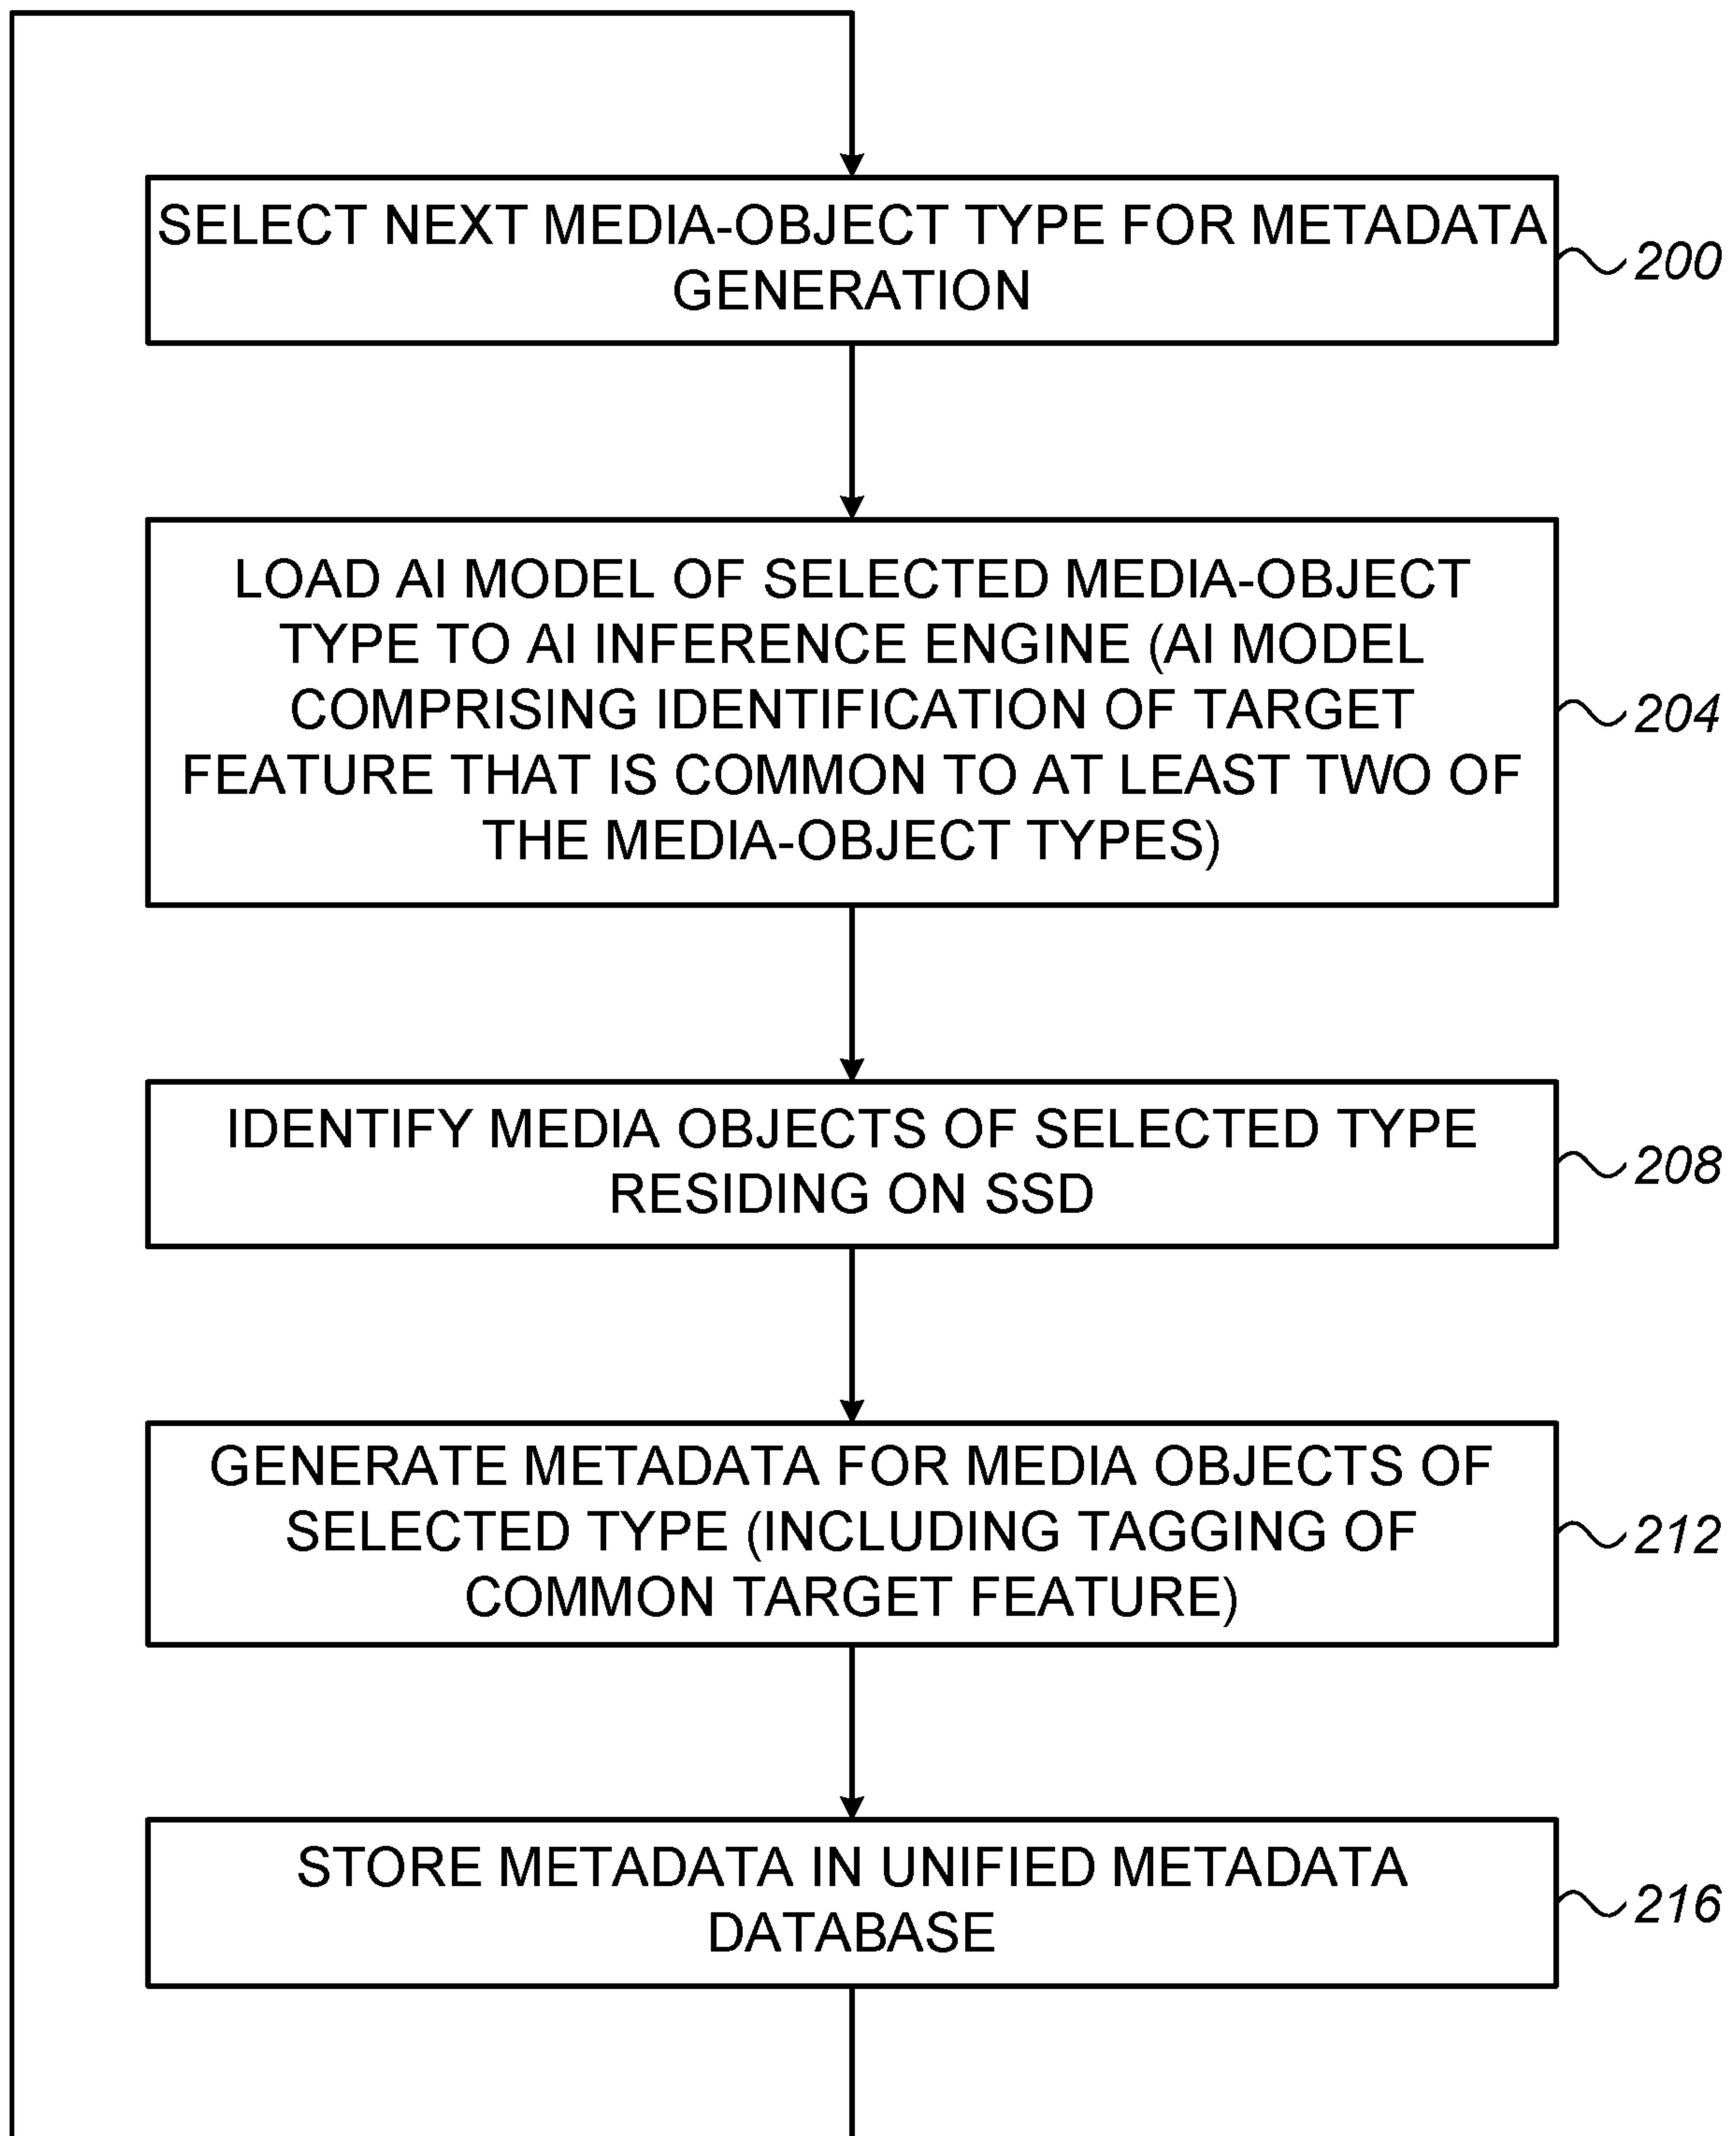 SELECT NEXT MEDIA-OBJECT TYPE FOR METADATA
GENERATION
200
LOAD AI MODEL OF SELECTED MEDIA-OBJECT
TYPE TO AI INFERENCE ENGINE (AI MODEL
COMPRISING IDENTIFICATION OF TARGET
FEATURE THAT IS COMMON TO AT LEAST TWO OF
THE MEDIA-OBJECT TYPES)
204
IDENTIFY MEDIA OBJECTS OF SELECTED TYPE
RESIDING ON SSD
208
GENERATE METADATA FOR MEDIA OBJECTS OF
SELECTED TYPE (INCLUDING TAGGING OF
COMMON TARGET FEATURE)
212
STORE METADATA IN UNIFIED METADATA
DATABASE
216